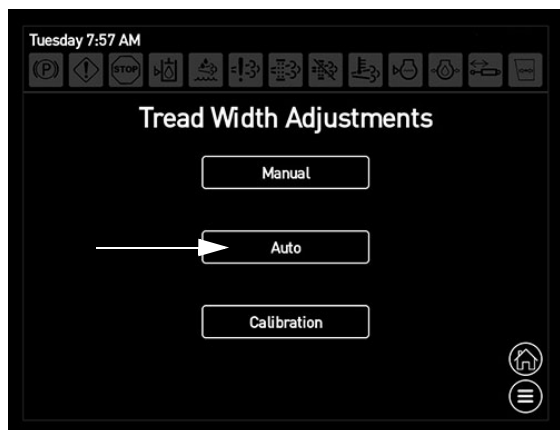 Tuesday 7:57 AM
(P) STOP
Tread Width Adjustments
Manual
Auto
Calibration